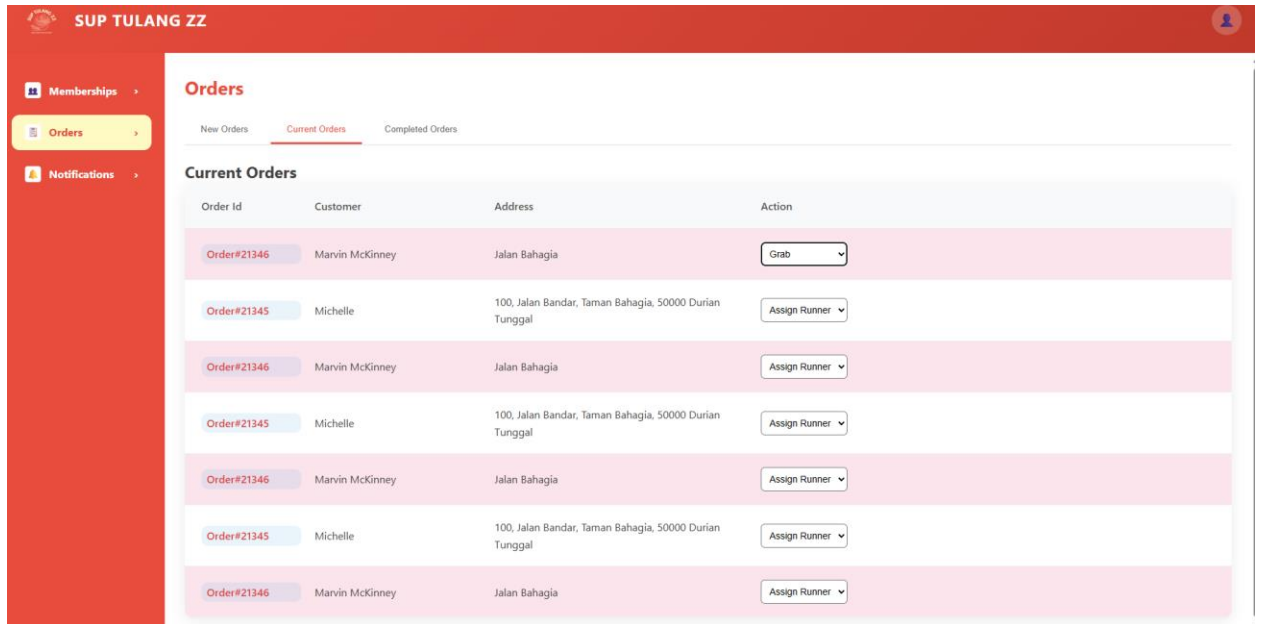 SUP TULANG ZZ
Memberships
Orders
Notifications
Orders
New Orders Current Orders Completed Orders
Current Orders
Order Id Customer Address Action
Order#21346 Marvin McKinney Jalan Bahagia Grab
Order#21345 Michelle 100, Jalan Bandar, Taman Bahagia, 50000 Durian
Tunggal Assign Runner
Order#21346 Marvin McKinney Jalan Bahagia Assign Runner
Order#21345 Michelle 100, Jalan Bandar, Taman Bahagia, 50000 Durian
Tunggal Assign Runner
Order#21346 Marvin McKinney Jalan Bahagia Assign Runner
Order#21345 Michelle 100, Jalan Bandar, Taman Bahagia, 50000 Durian
Tunggal Assign Runner
Order#21346 Marvin McKinney Jalan Bahagia Assign Runner